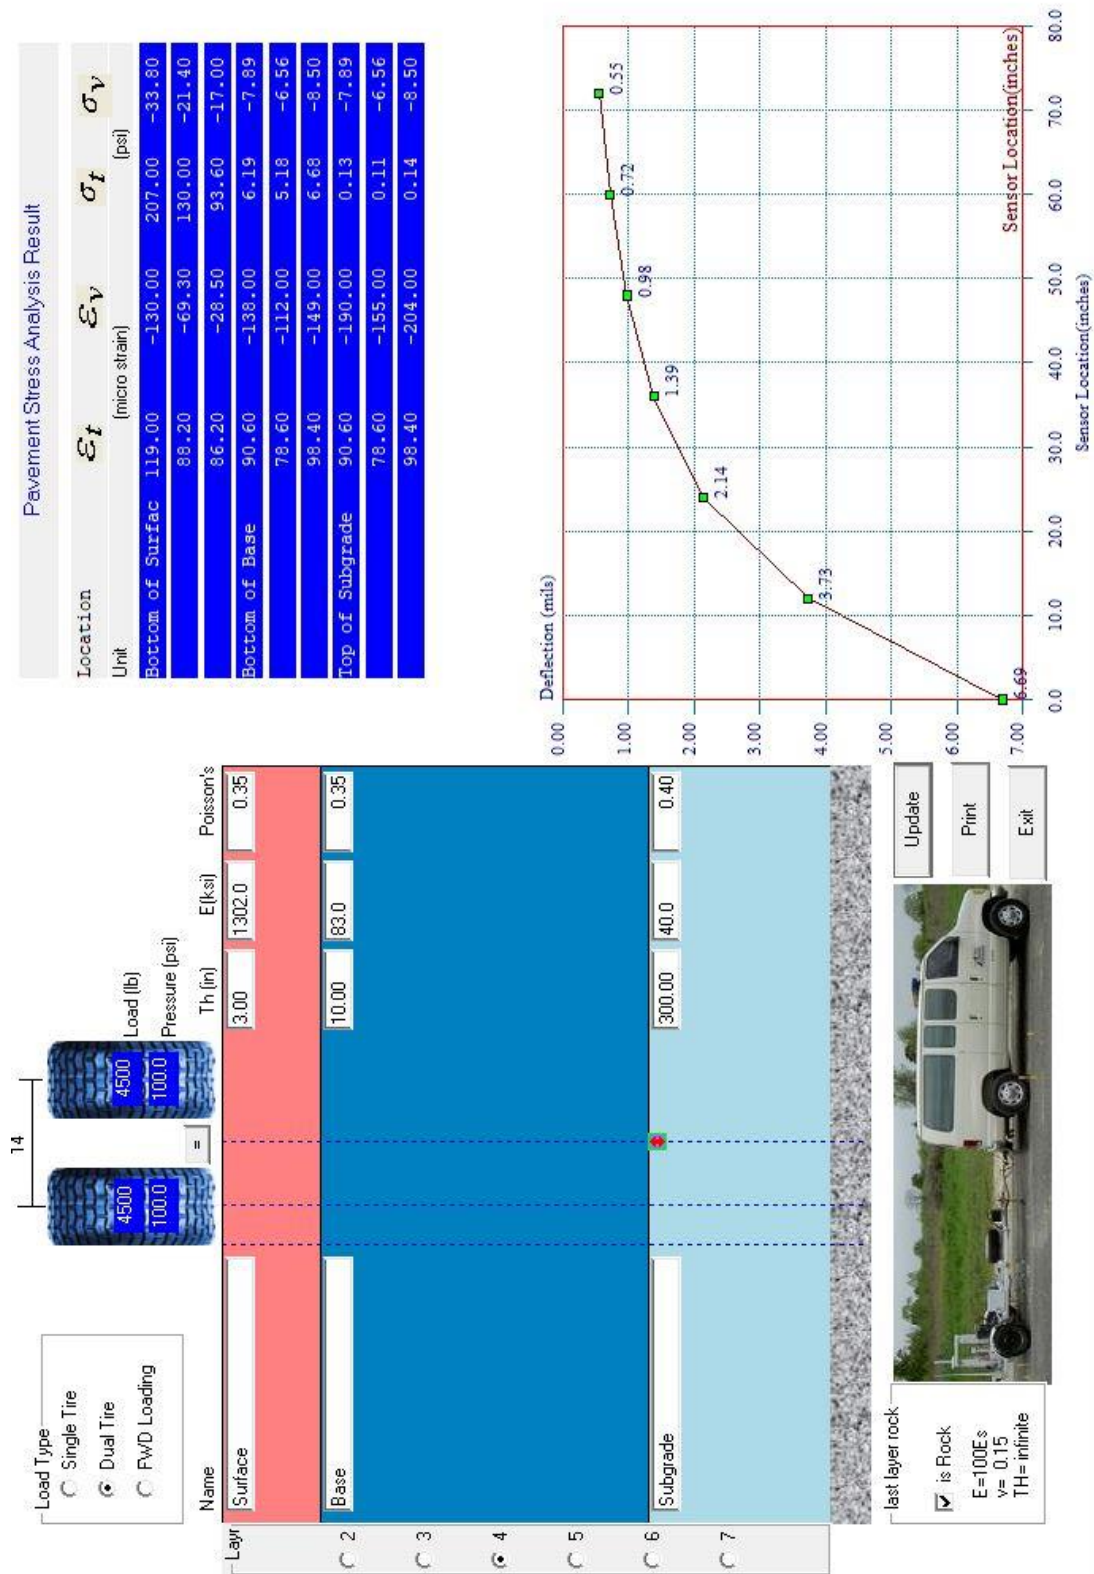 Load Type
Single Tire
Dual Tire
FWD Loading
14
4500 4500 Load (lb)
100.0 100.0 Pressure (psi)
=
Layr Name Th (in) E(ksi) Poisson's
Surface 3.00 1302.0 0.35
2
Base 10.00 83.0 0.35
3
4
5
6
Subgrade 300.00 40.0 0.40
7
last layer rock
is Rock
E=100Es
v= 0.15
TH= infinite
Update
Print
Exit
Pavement Stress Analysis Result
Location εt εv σt σv
Unit (micro strain) (psi)
Bottom of Surfac 119.00 -130.00 207.00 -33.80
88.20 -69.30 130.00 -21.40
86.20 -28.50 93.60 -17.00
Bottom of Base 90.60 -138.00 6.19 -7.89
78.60 -112.00 5.18 -6.56
98.40 -149.00 6.68 -8.50
Top of Subgrade 90.60 -190.00 0.13 -7.89
78.60 -155.00 0.11 -6.56
98.40 -204.00 0.14 -8.50
Deflection (mils)
0.00
1.00
2.00
3.00
4.00
5.00
6.00
7.00
0.55
0.72
0.98
1.39
2.14
3.73
6.69
Sensor Location(inches)
0.0 10.0 20.0 30.0 40.0 50.0 60.0 70.0 80.0
Sensor Location(inches)